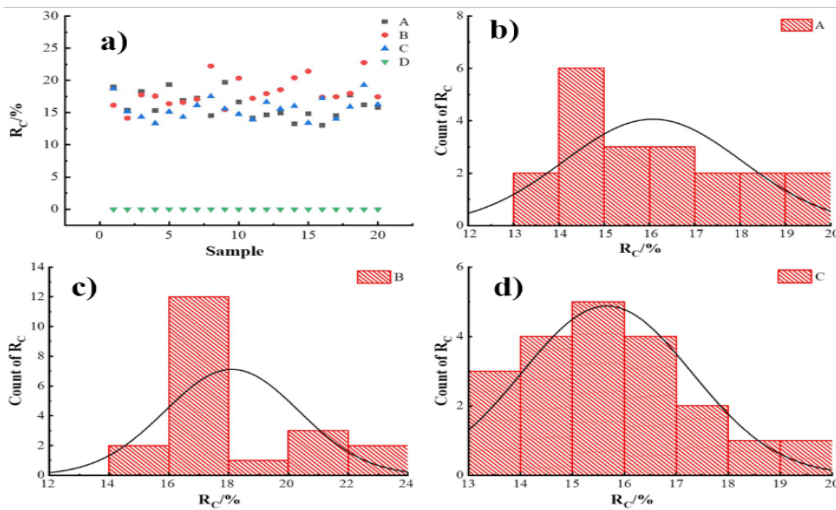 a)
A
B
C
D
R_C/%
30
25
20
15
10
5
0
0 5 10 15 20
Sample
b)
A
Count of R_C
8
6
4
2
0
12 13 14 15 16 17 18 19 20
R_C/%
c)
B
Count of R_C
14
12
10
8
6
4
2
0
12 14 16 18 20 22 24
R_C/%
d)
C
Count of R_C
6
4
2
0
13 14 15 16 17 18 19 20
R_C/%